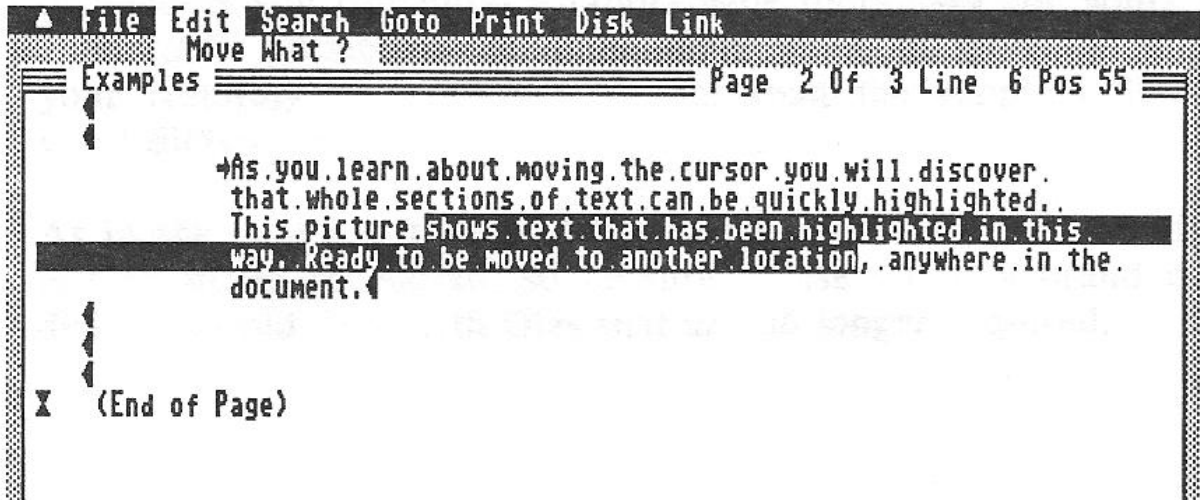 File Edit Search Goto Print Disk Link
Move What ?
Examples Page 2 Of 3 Line 6 Pos 55
As.you.learn.about.moving.the.cursor.you.will.discover.
that.whole.sections.of.text.can.be.quickly.highlighted..
This.picture.shows.text.that.has.been.highlighted.in.this.
way..Ready.to.be.moved.to.another.location,.anywhere.in.the.
document.
X (End of Page)